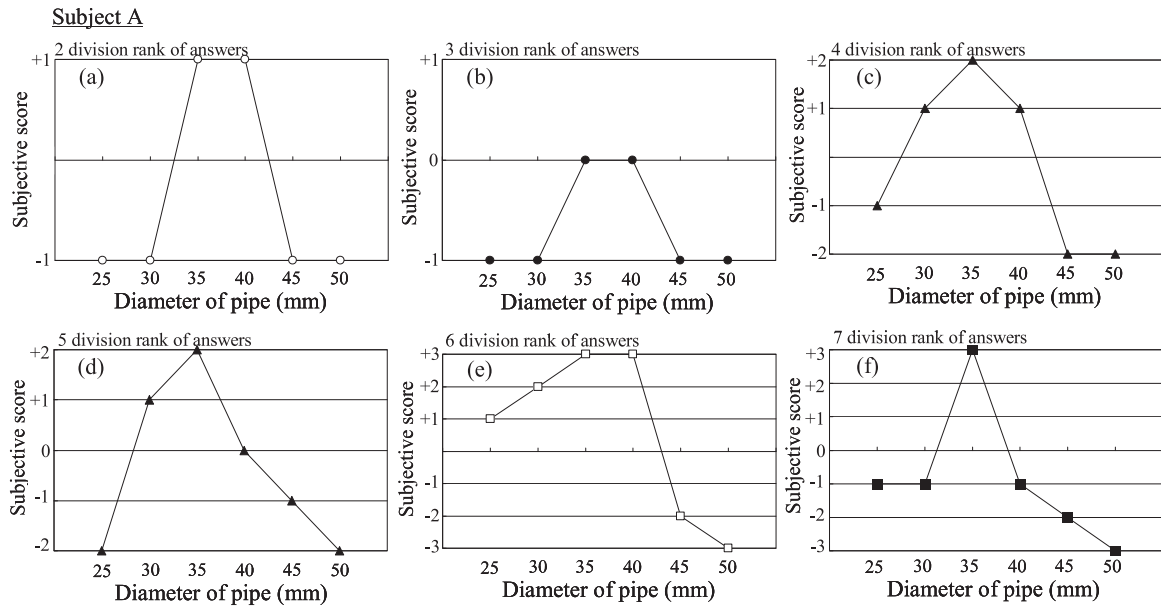 Subject A
2 division rank of answers
(a)
+1
-1
Subjective score
25 30 35 40 45 50
Diameter of pipe (mm)
3 division rank of answers
(b)
+1
0
-1
Subjective score
25 30 35 40 45 50
Diameter of pipe (mm)
4 division rank of answers
(c)
+2
+1
-1
-2
Subjective score
25 30 35 40 45 50
Diameter of pipe (mm)
5 division rank of answers
(d)
+2
+1
0
-1
-2
Subjective score
25 30 35 40 45 50
Diameter of pipe (mm)
6 division rank of answers
(e)
+3
+2
+1
-1
-2
-3
Subjective score
25 30 35 40 45 50
Diameter of pipe (mm)
7 division rank of answers
(f)
+3
+2
+1
0
-1
-2
-3
Subjective score
25 30 35 40 45 50
Diameter of pipe (mm)